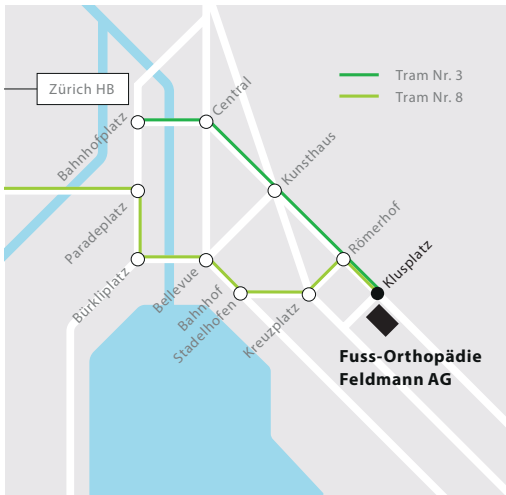 Zürich HB
Tram Nr. 3
Tram Nr. 8
Bahnhofplatz
Central
Kunsthaus
Paradeplatz
Römerhof
Bürkliplatz
Bellevue
Bahnhof
Stadelhofen
Kreuzplatz
Klusplatz
Fuss-Orthopädie
Feldmann AG